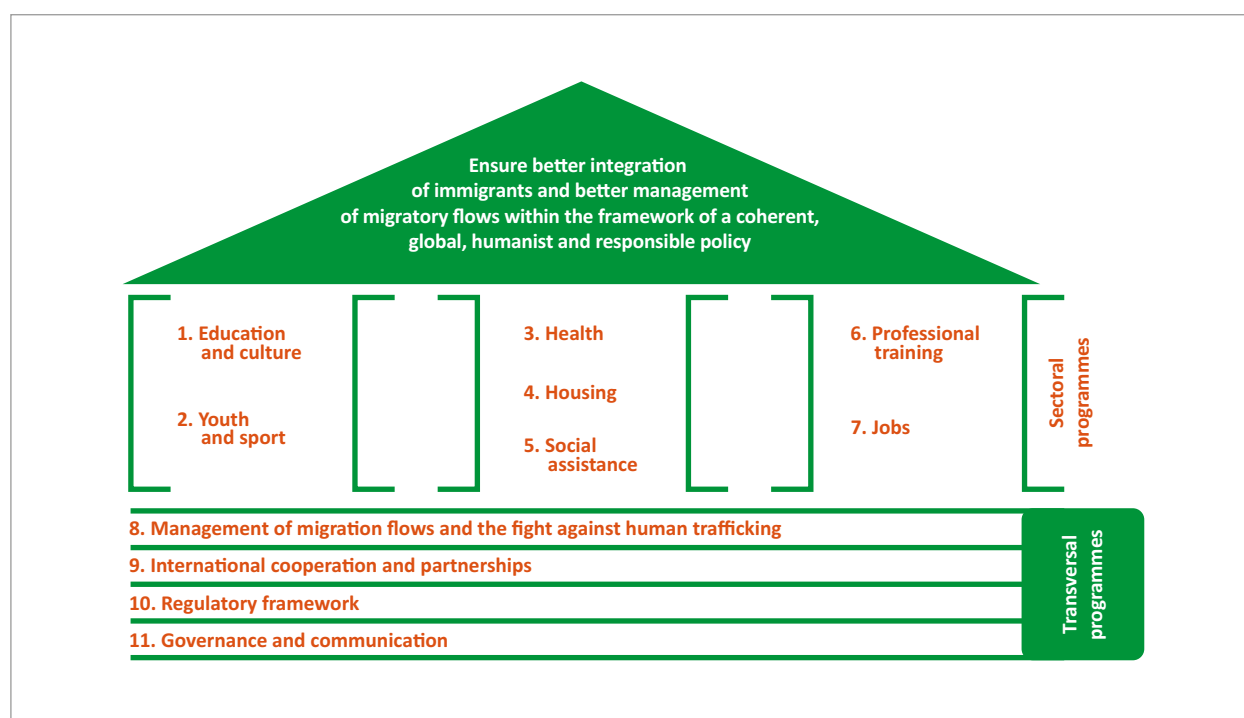 Ensure better integration
of immigrants and better management
of migratory flows within the framework of a coherent,
global, humanist and responsible policy
1. Education
and culture
2. Youth
and sport
3. Health
4. Housing
5. Social
assistance
6. Professional
training
7. Jobs
Sectoral
programmes
8. Management of migration flows and the fight against human trafficking
9. International cooperation and partnerships
10. Regulatory framework
11. Governance and communication
Transversal
programmes